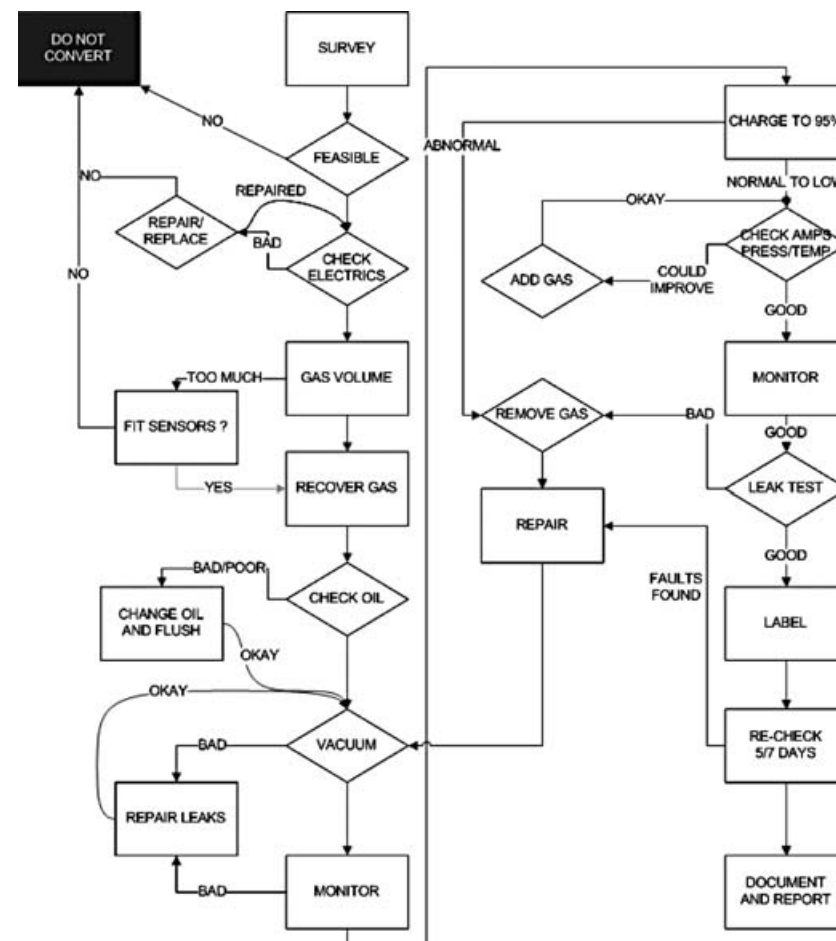 DO NOT
CONVERT
SURVEY
NO
FEASIBLE
NO
REPAIRED
REPAIR/
REPLACE
BAD
CHECK
ELECTRICS
NO
TOO MUCH
GAS VOLUME
FIT SENSORS ?
YES
RECOVER GAS
BAD/POOR
CHECK OIL
CHANGE OIL
AND FLUSH
OKAY
OKAY
VACUUM
BAD
REPAIR LEAKS
BAD
MONITOR
CHARGE TO 95%
ABNORMAL
NORMAL TO LOW
OKAY
CHECK AMPS
PRESS/TEMP
ADD GAS
COULD
IMPROVE
GOOD
MONITOR
REMOVE GAS
BAD
GOOD
LEAK TEST
REPAIR
GOOD
FAULTS
FOUND
LABEL
RE-CHECK
5/7 DAYS
DOCUMENT
AND REPORT